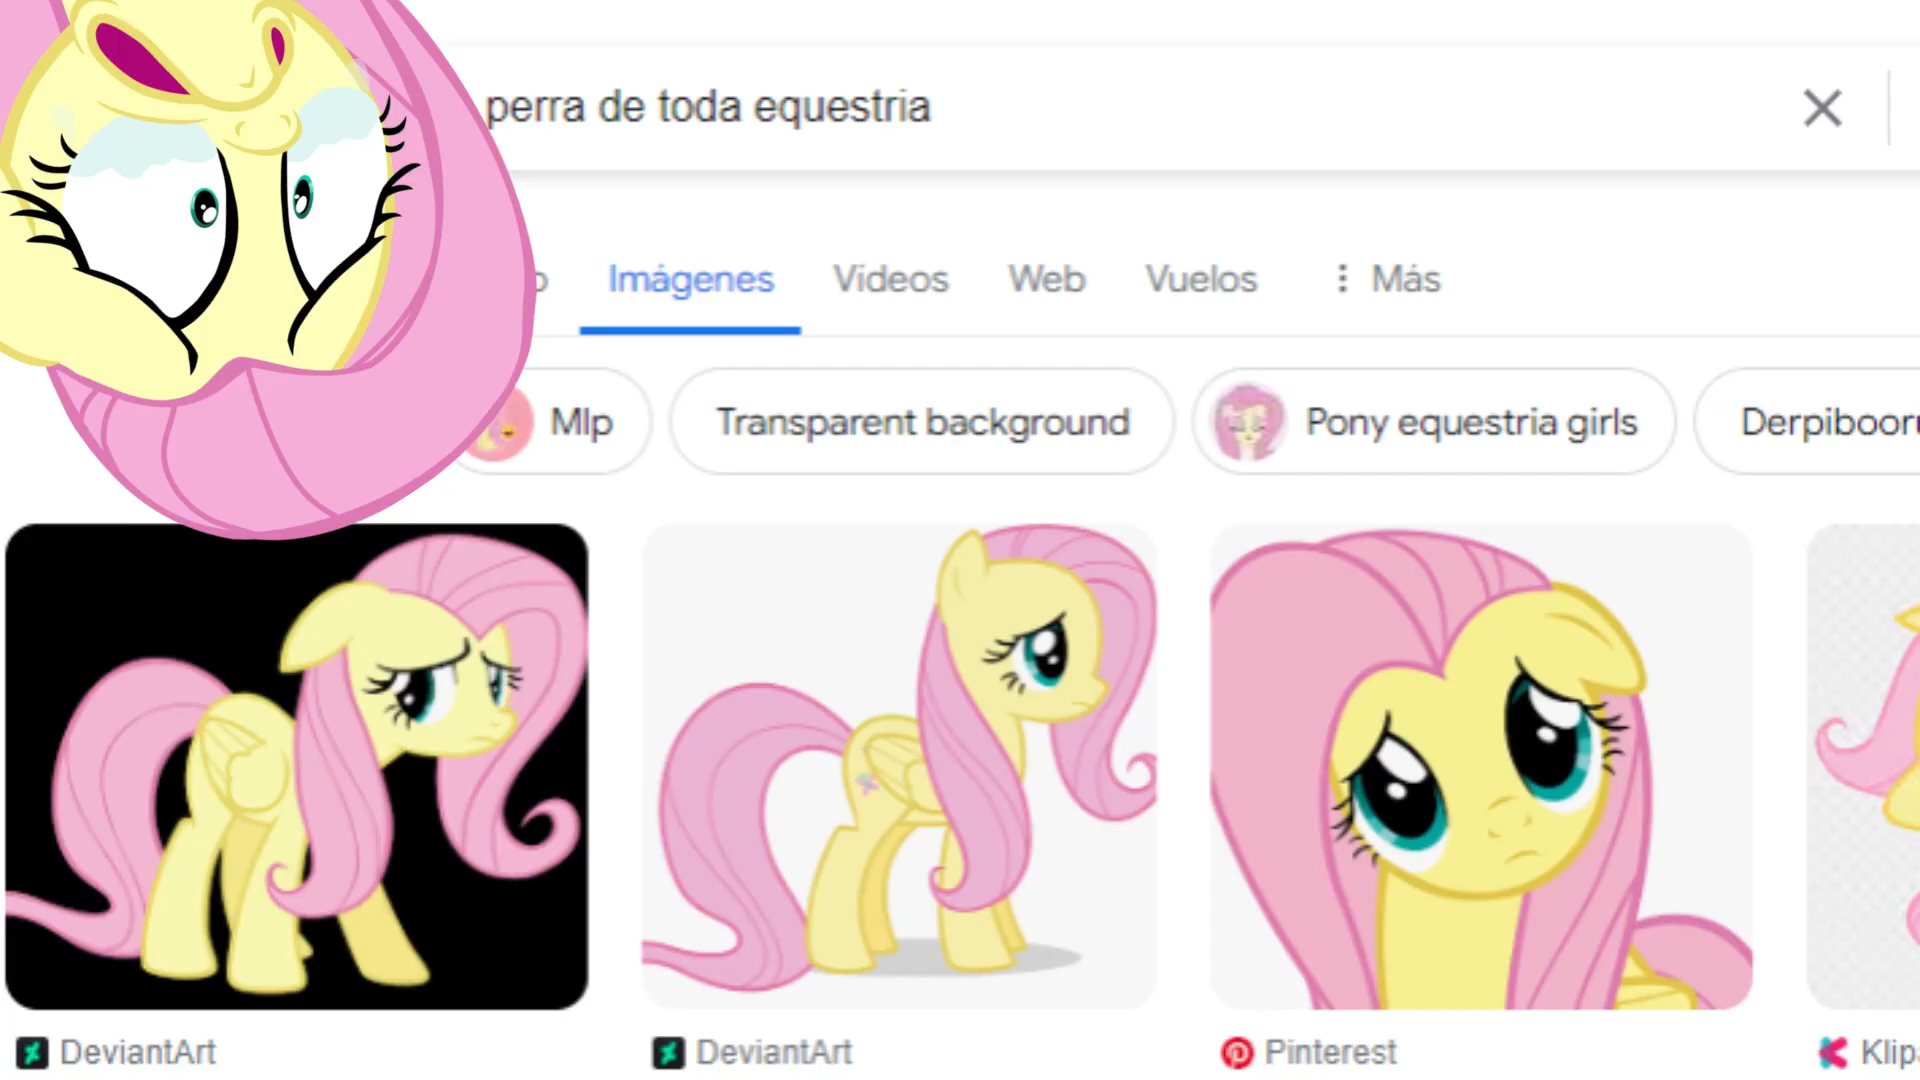 perra de toda equestria
Imágenes Videos Web Vuelos Más
Mlp Transparent background Pony equestria girls
DeviantArt DeviantArt Pinterest